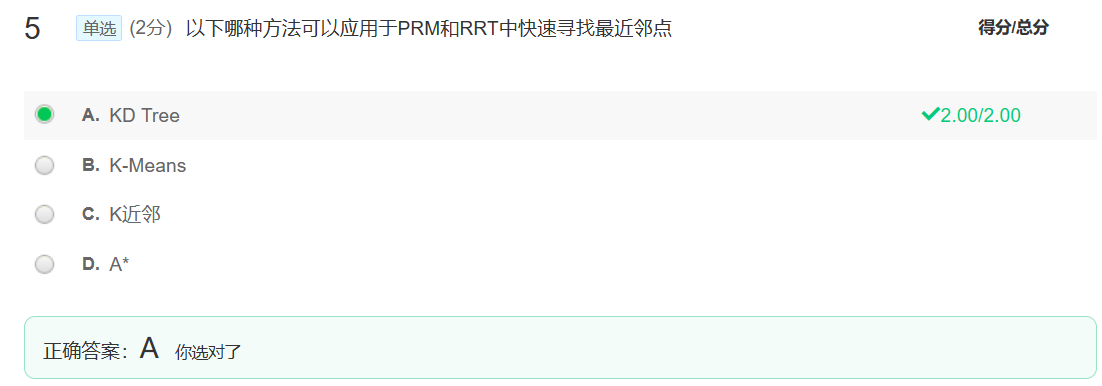 5 单选 (2分) 以下哪种方法可以应用于PRM和RRT中快速寻找最近邻点 得分/总分
A. KD Tree 2.00/2.00
B. K-Means
C. K近邻
D. A*
正确答案：A 你选对了